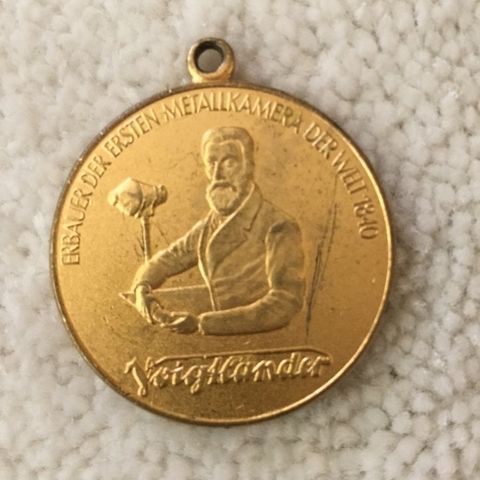 ERBAUER DER ERSTEN METALLKAMERA DER WELT 1840
Voigtländer